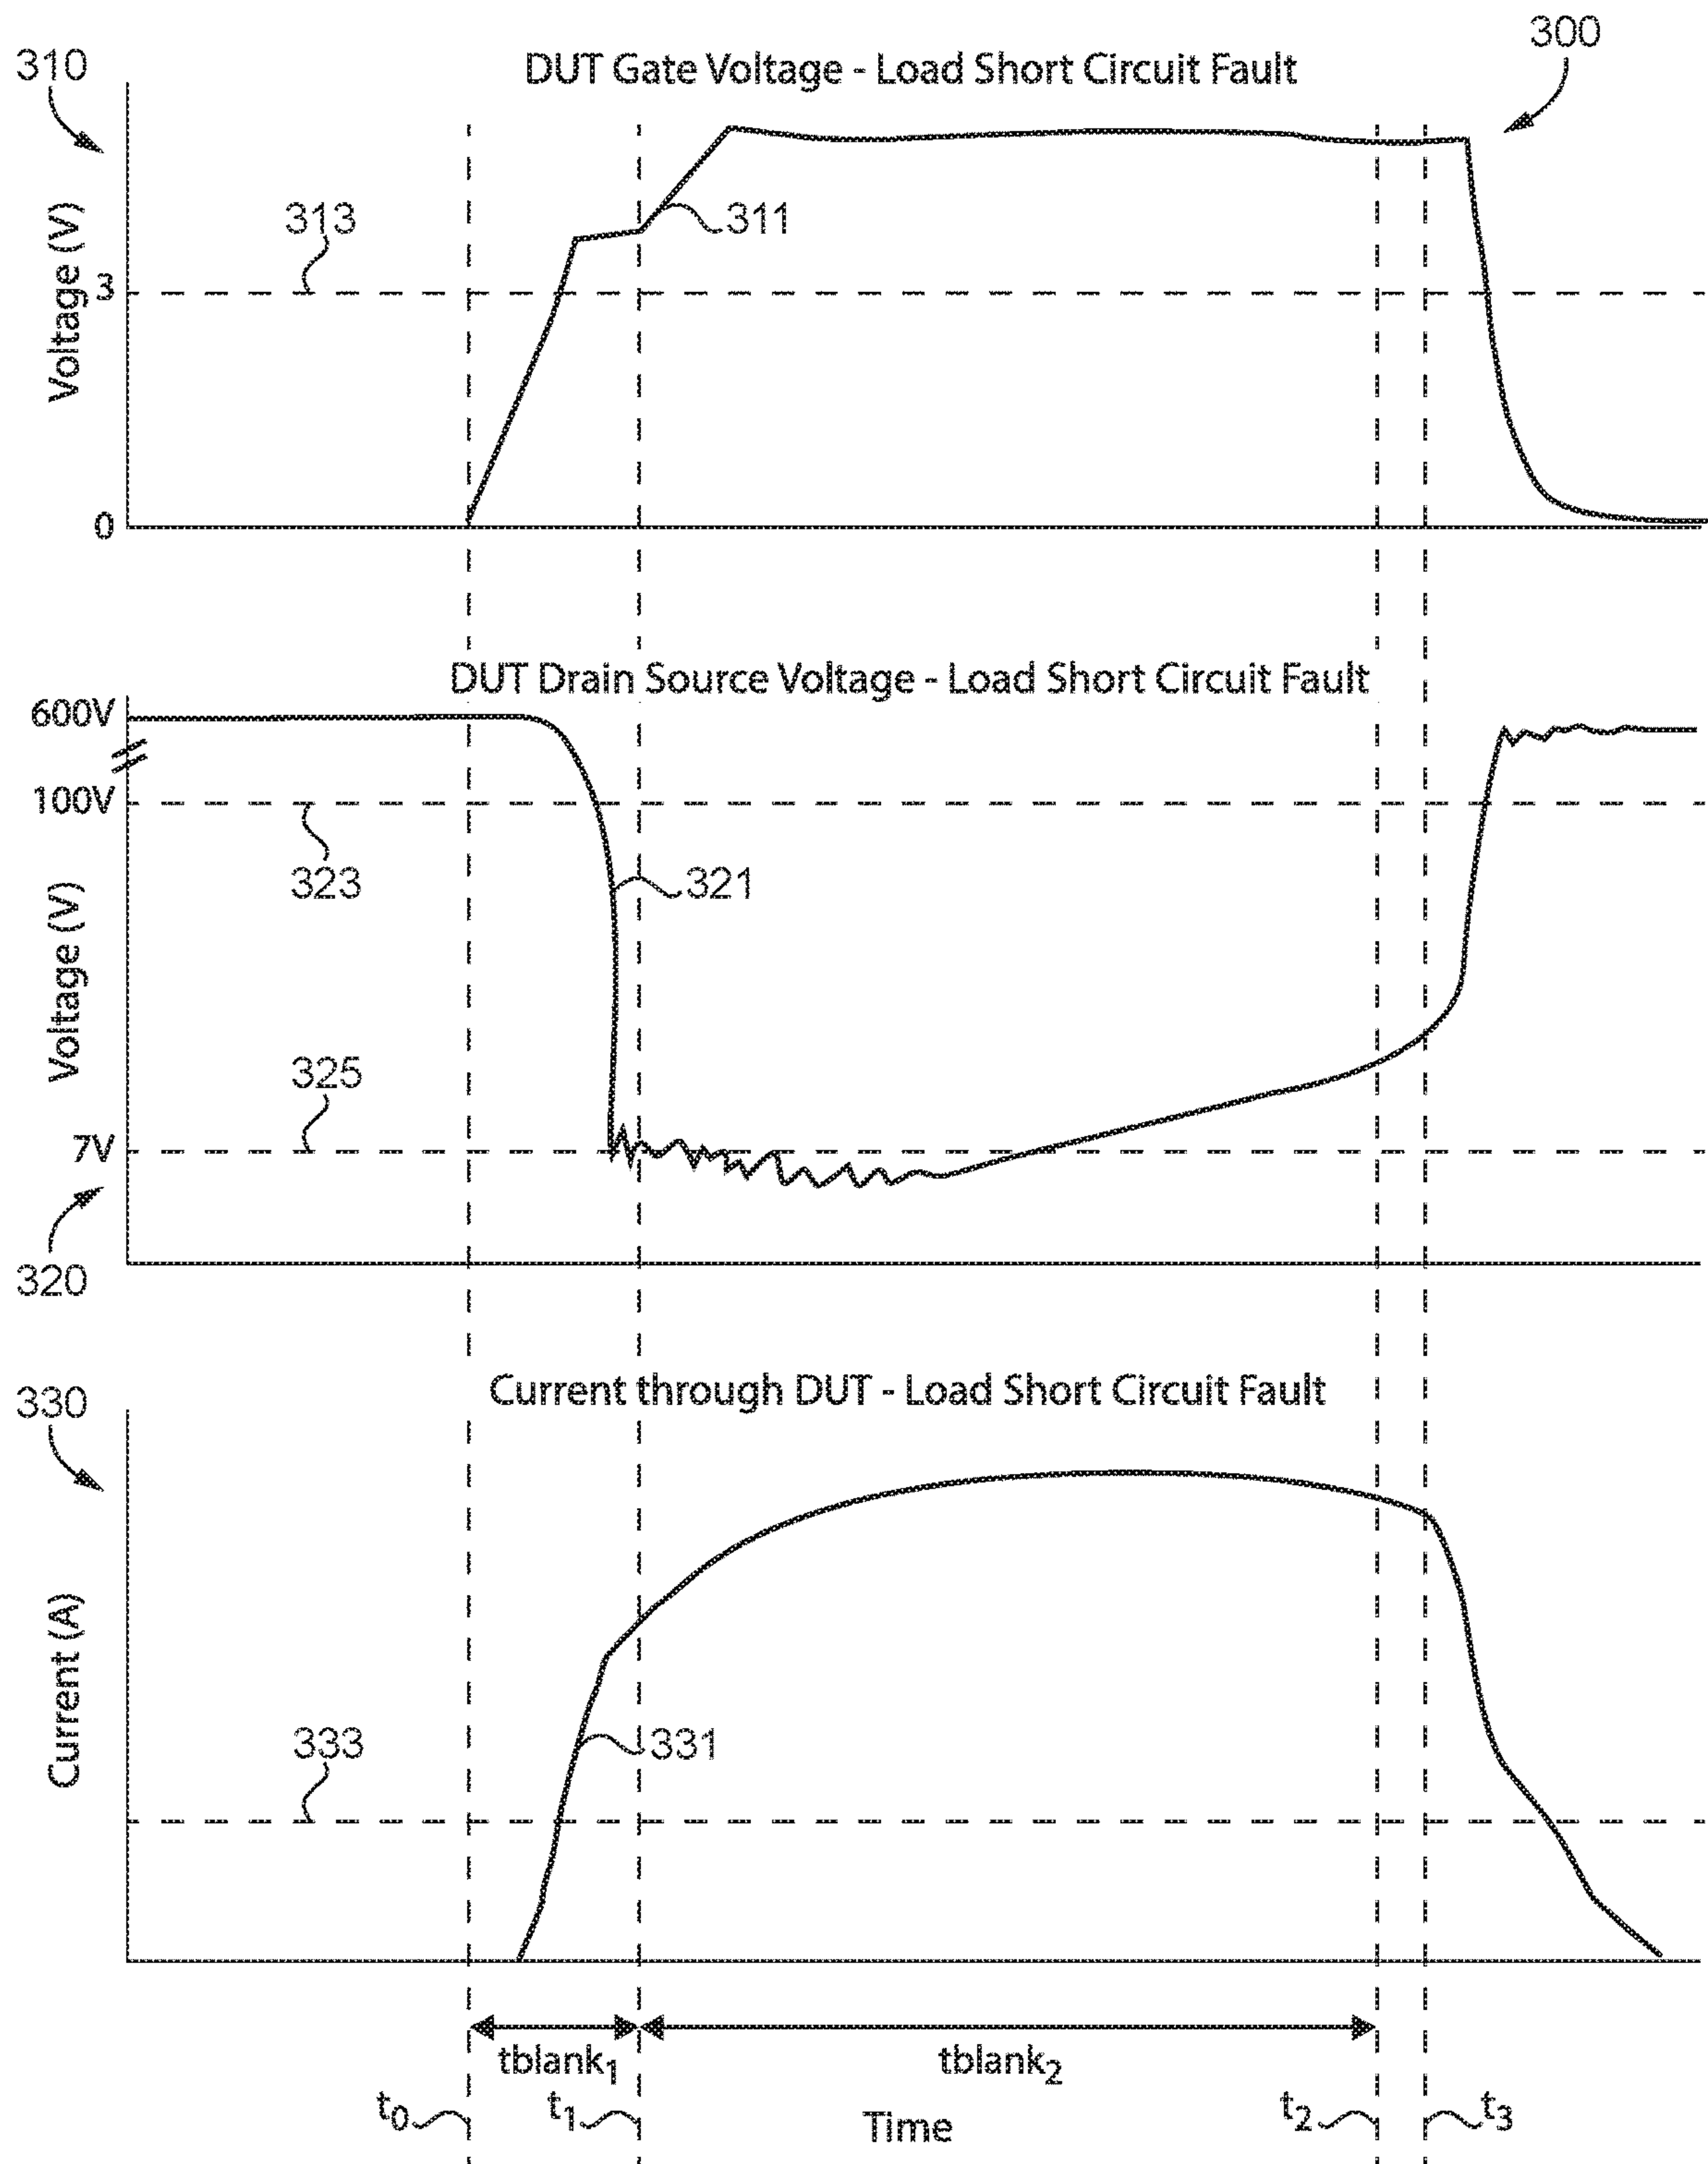 300
310
DUT Gate Voltage - Load Short Circuit Fault
313
311
Voltage (V)
3
0
DUT Drain Source Voltage - Load Short Circuit Fault
600V
100V
323
321
Voltage (V)
325
7V
320
Current through DUT - Load Short Circuit Fault
330
Current (A)
333
331
tblank1
tblank2
t0
t1
Time
t2
t3